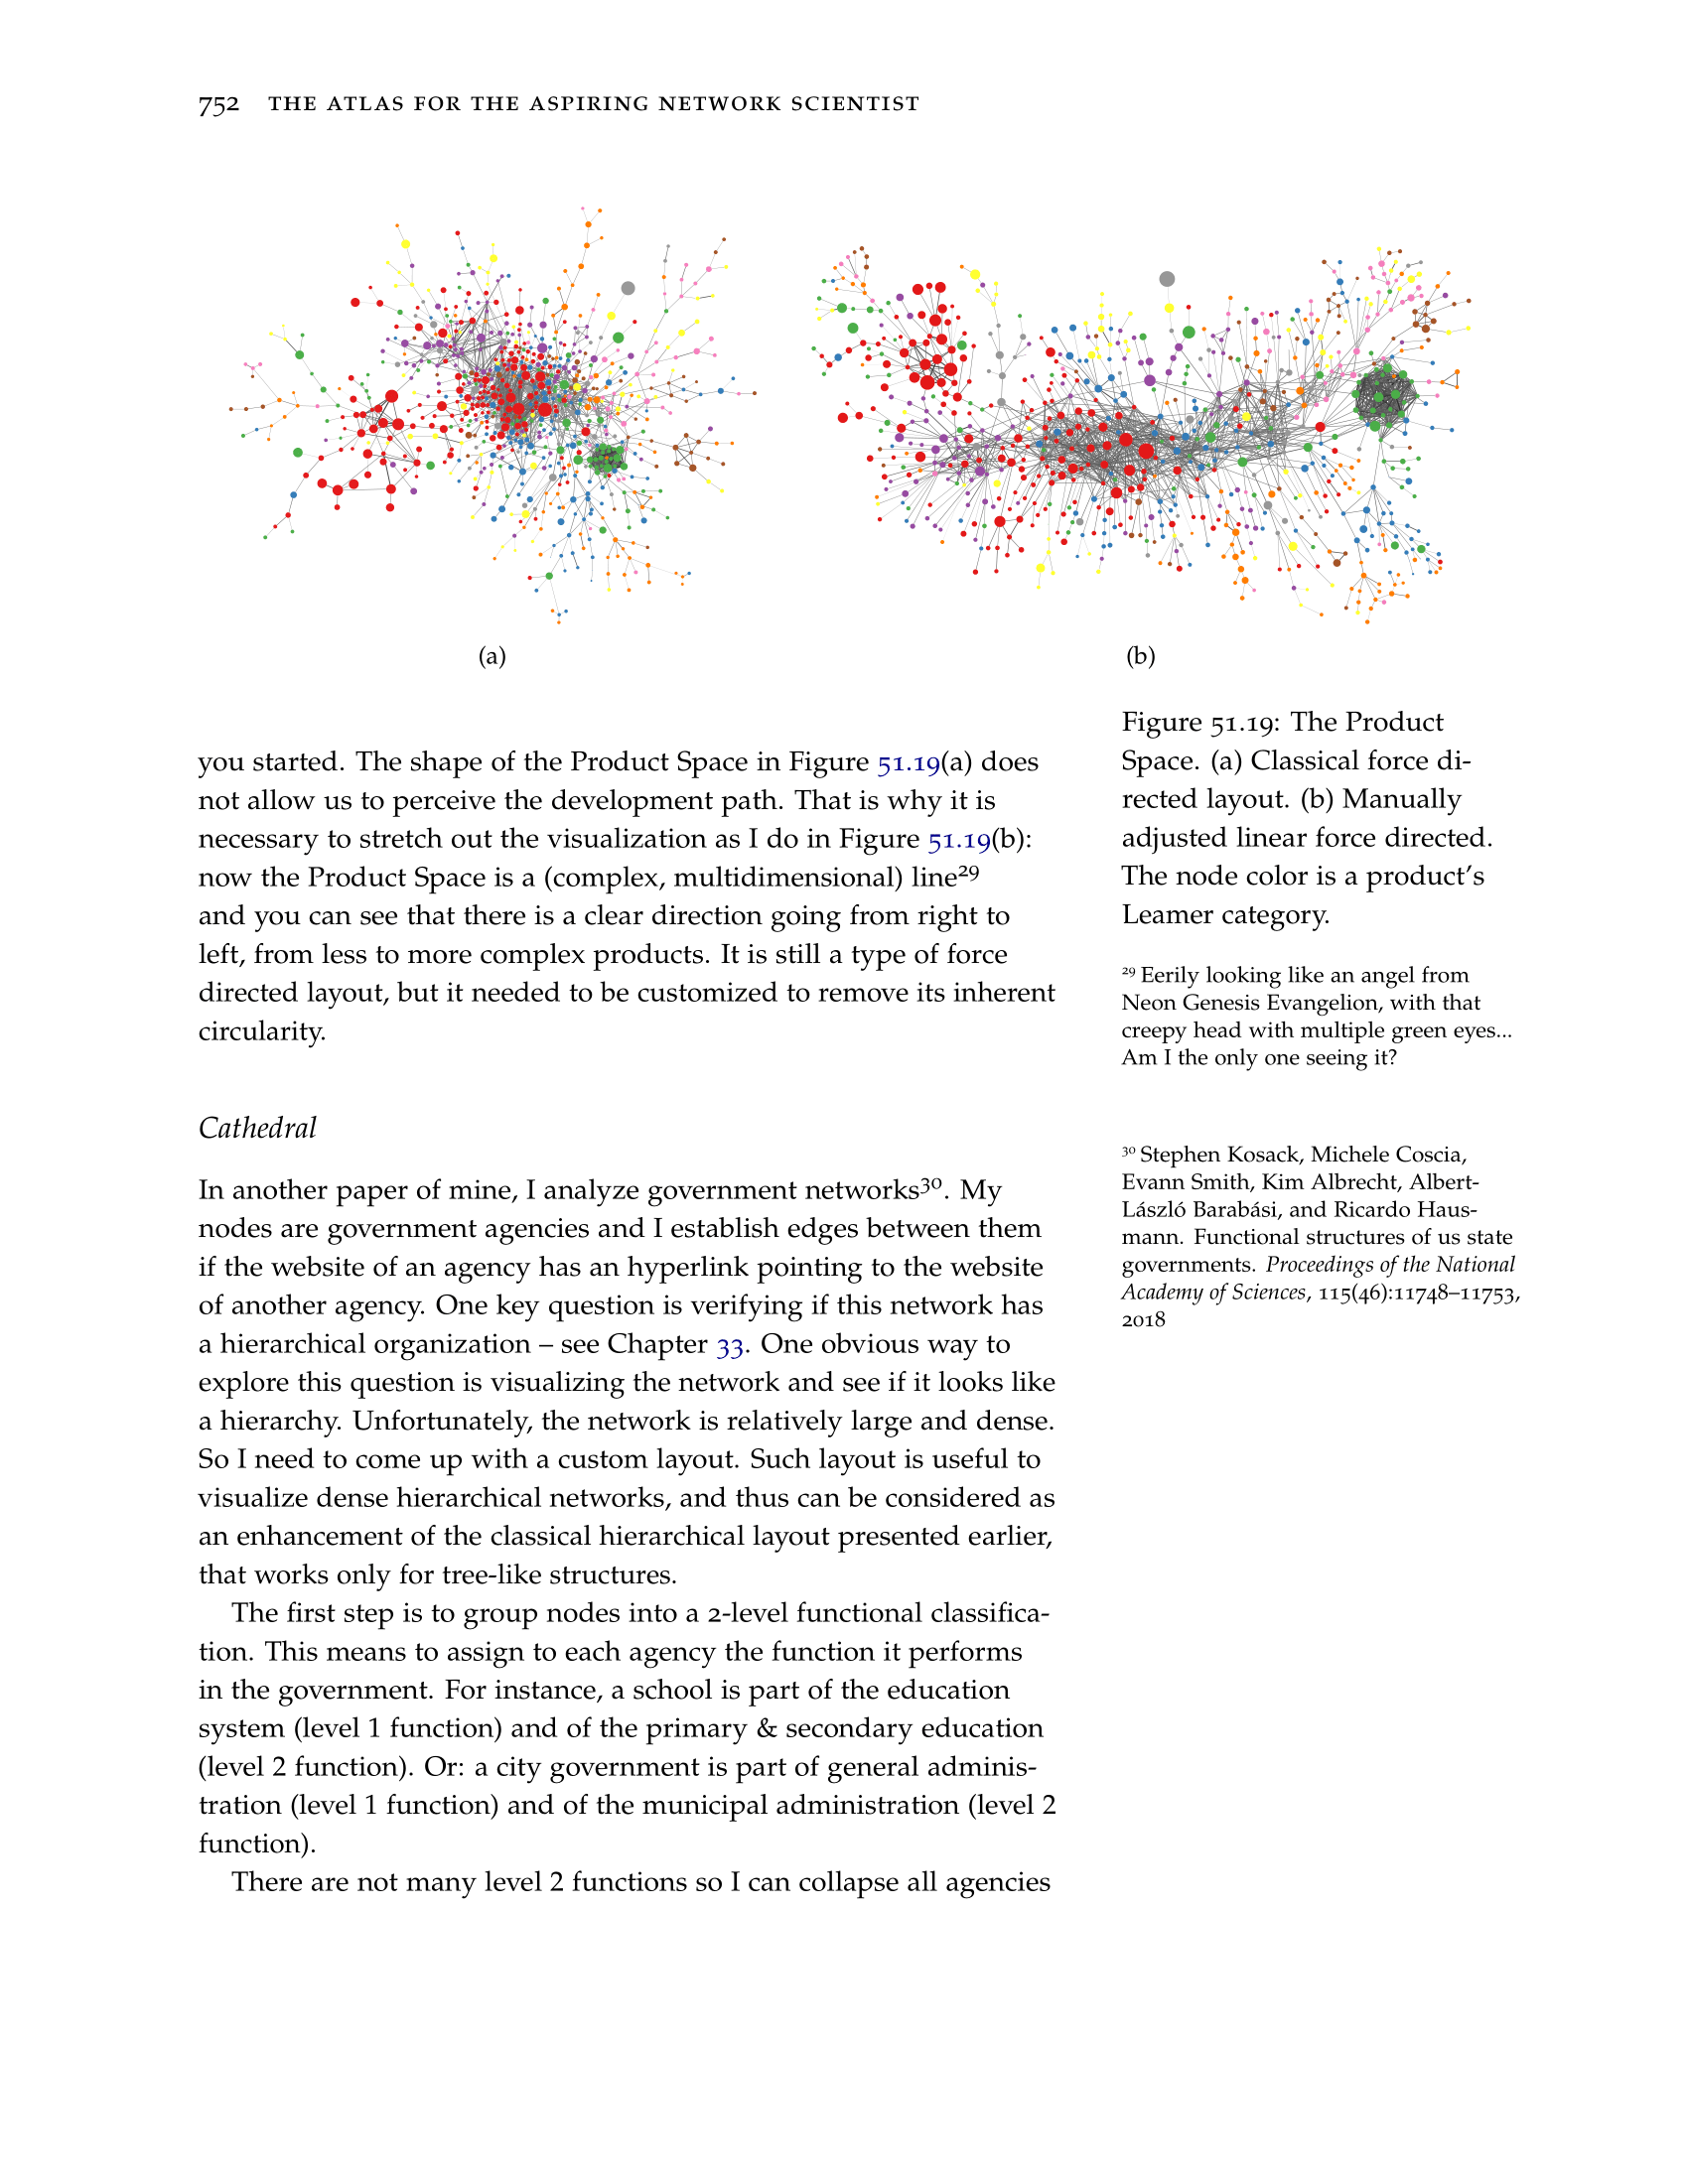 752 THE ATLAS FOR THE ASPIRING NETWORK SCIENTIST
(a)
(b)
Figure 51.19: The Product
Space. (a) Classical force di-
rected layout. (b) Manually
adjusted linear force directed.
The node color is a product's
Leamer category.
you started. The shape of the Product Space in Figure 51.19(a) does
not allow us to perceive the development path. That is why it is
necessary to stretch out the visualization as I do in Figure 51.19(b):
now the Product Space is a (complex, multidimensional) line²⁹
and you can see that there is a clear direction going from right to
left, from less to more complex products. It is still a type of force
directed layout, but it needed to be customized to remove its inherent
circularity.
²⁹ Eerily looking like an angel from
Neon Genesis Evangelion, with that
creepy head with multiple green eyes...
Am I the only one seeing it?
Cathedral
In another paper of mine, I analyze government networks³⁰. My
nodes are government agencies and I establish edges between them
if the website of an agency has an hyperlink pointing to the website
of another agency. One key question is verifying if this network has
a hierarchical organization – see Chapter 33. One obvious way to
explore this question is visualizing the network and see if it looks like
a hierarchy. Unfortunately, the network is relatively large and dense.
So I need to come up with a custom layout. Such layout is useful to
visualize dense hierarchical networks, and thus can be considered as
an enhancement of the classical hierarchical layout presented earlier,
that works only for tree-like structures.
³⁰ Stephen Kosack, Michele Coscia,
Evann Smith, Kim Albrecht, Albert-
László Barabási, and Ricardo Haus-
mann. Functional structures of us state
governments. Proceedings of the National
Academy of Sciences, 115(46):11748–11753,
2018
The first step is to group nodes into a 2-level functional classifica-
tion. This means to assign to each agency the function it performs
in the government. For instance, a school is part of the education
system (level 1 function) and of the primary & secondary education
(level 2 function). Or: a city government is part of general adminis-
tration (level 1 function) and of the municipal administration (level 2
function).
There are not many level 2 functions so I can collapse all agencies